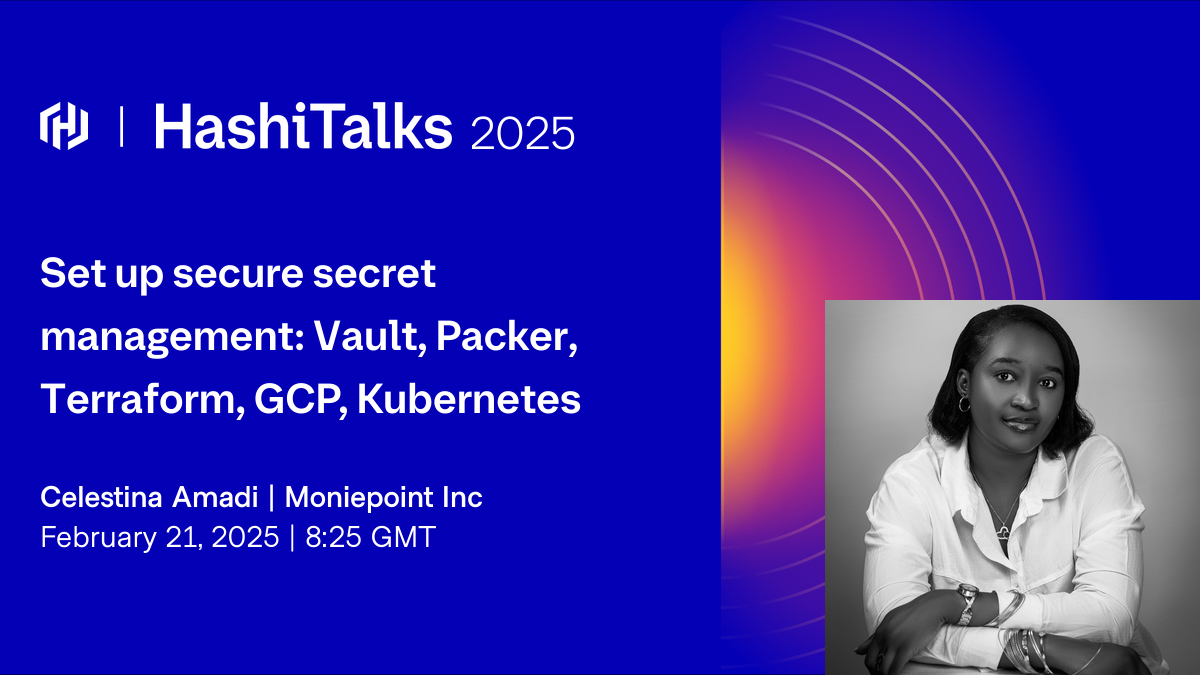 HashiTalks 2025
Set up secure secret
management: Vault, Packer,
Terraform, GCP, Kubernetes
Celestina Amadi | Moniepoint Inc
February 21, 2025 | 8:25 GMT